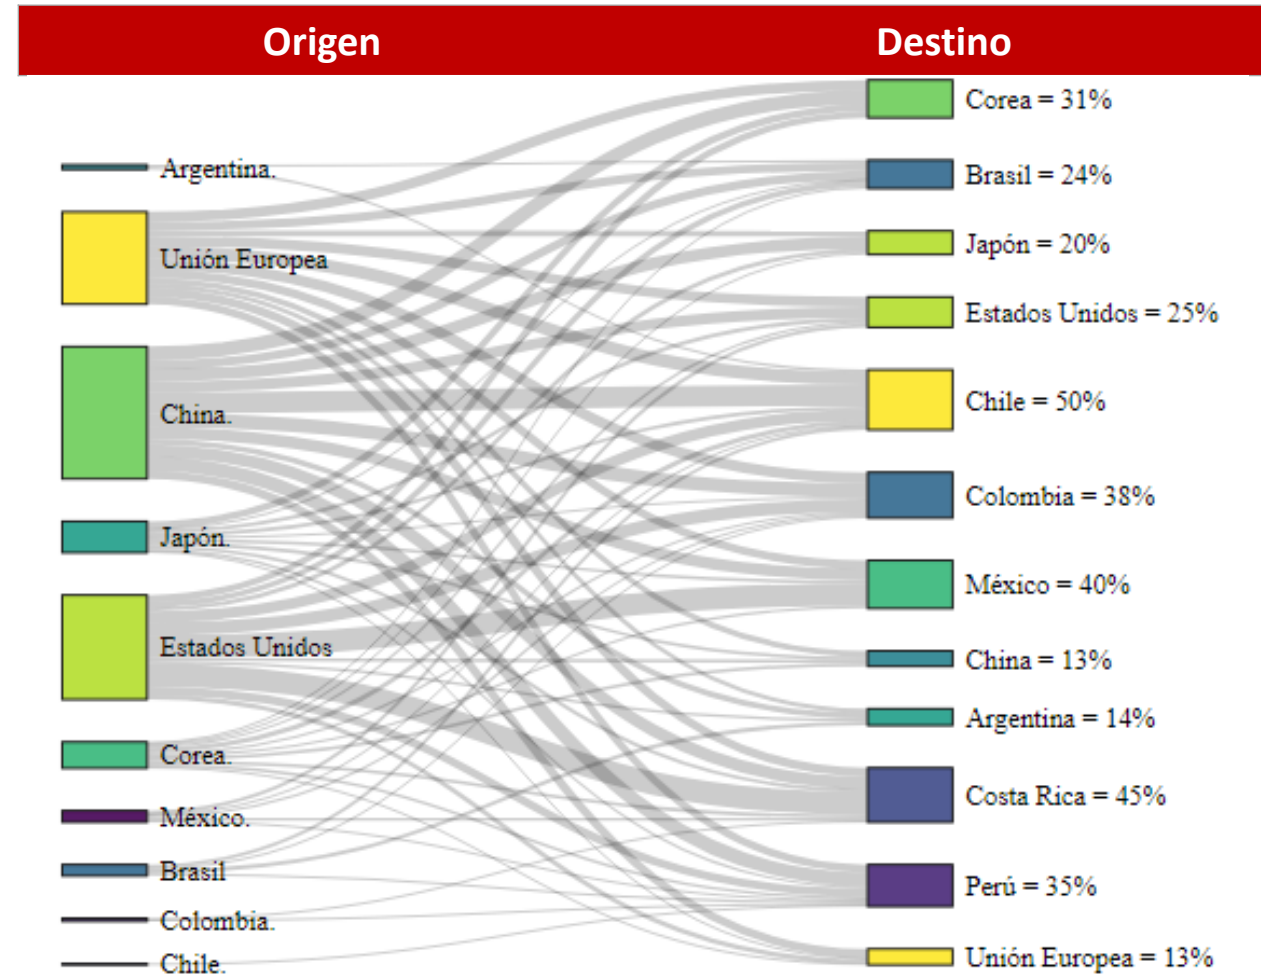 Origen
Destino
Argentina.
Unión Europea
China.
Japón.
Estados Unidos
Corea.
México.
Brasil
Colombia.
Chile.
Corea = 31%
Brasil = 24%
Japón = 20%
Estados Unidos = 25%
Chile = 50%
Colombia = 38%
México = 40%
China = 13%
Argentina = 14%
Costa Rica = 45%
Perú = 35%
Unión Europea = 13%